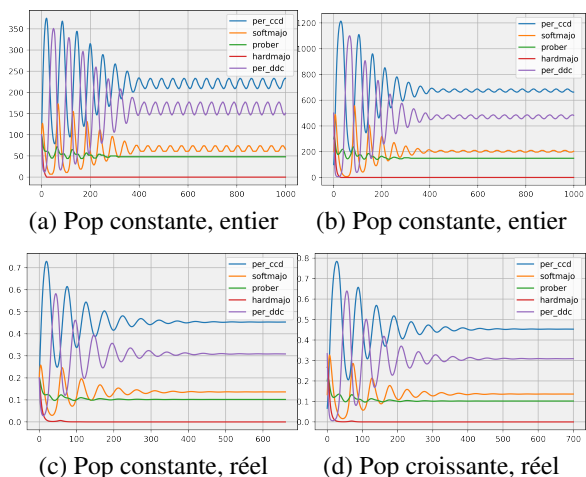 350
300
250
200
150
100
50
0
0 200 400 600 800 1000
per_ccd
softmajo
prober
hardmajo
per_ddc
(a) Pop constante, entier
1200
1000
800
600
400
200
0
0 200 400 600 800 1000
per_ccd
softmajo
prober
hardmajo
per_ddc
(b) Pop constante, entier
0.7
0.6
0.5
0.4
0.3
0.2
0.1
0.0
0 100 200 300 400 500 600
per_ccd
softmajo
prober
hardmajo
per_ddc
(c) Pop constante, réel
0.8
0.7
0.6
0.5
0.4
0.3
0.2
0.1
0.0
0 100 200 300 400 500 600 700
per_ccd
softmajo
prober
hardmajo
per_ddc
(d) Pop croissante, réel